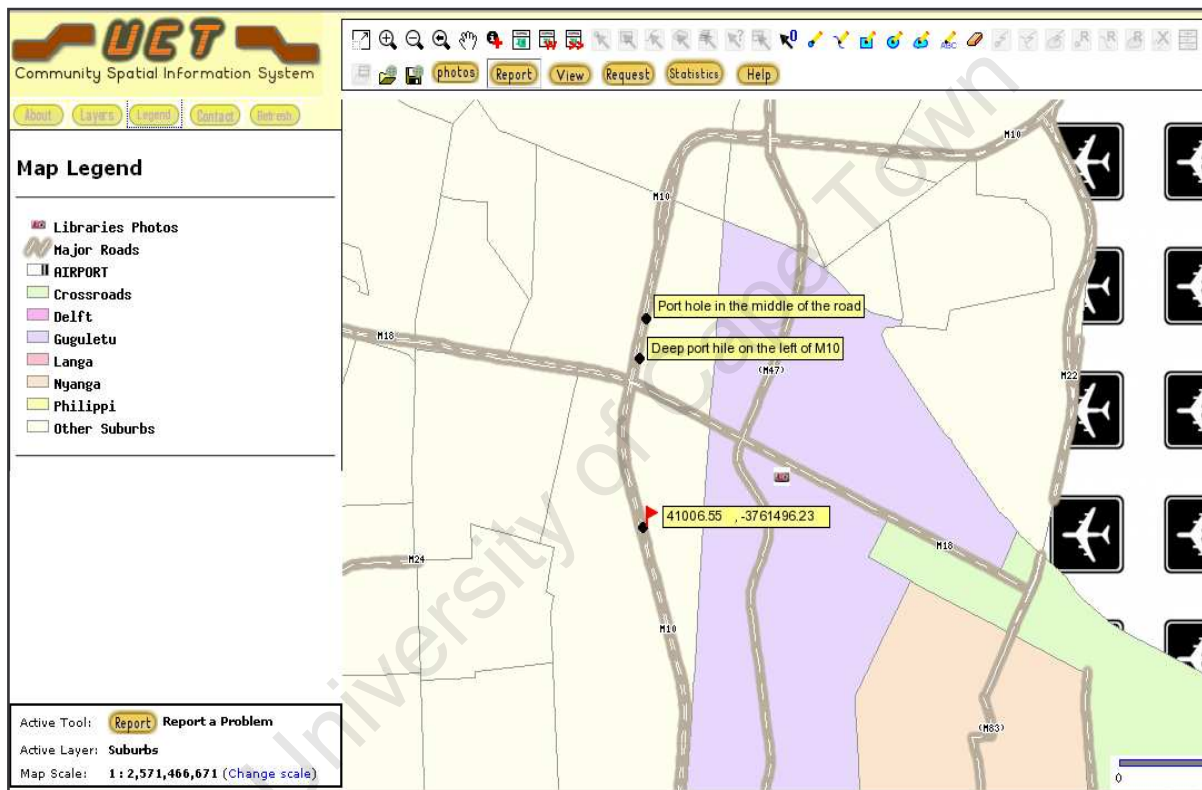 UCT
Community Spatial Information System
About Layers Legend Contact Refresh
Map Legend
Libraries Photos
Major Roads
AIRPORT
Crossroads
Delft
Guguletu
Langa
Nyanga
Philippi
Other Suburbs
Active Tool: Report Report a Problem
Active Layer: Suburbs
Map Scale: 1 : 2,571,466,671 (Change scale)
ABC
photos Report View Request Statistics Help
M10
M10
Port hole in the middle of the road
M18
Deep port hile on the left of M10
(M47)
M22
41006.55 , -3761496.23
M18
M24
M10
(M83)
0
University of Cape Town